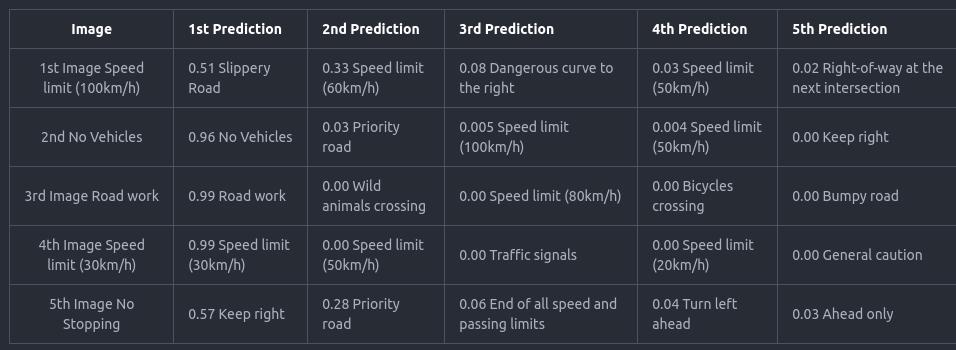 Image 1st Prediction 2nd Prediction 3rd Prediction 4th Prediction 5th Prediction
1st Image Speed limit (100km/h) 0.51 Slippery Road 0.33 Speed limit (60km/h) 0.08 Dangerous curve to the right 0.03 Speed limit (50km/h) 0.02 Right-of-way at the next intersection
2nd No Vehicles 0.96 No Vehicles 0.03 Priority road 0.005 Speed limit (100km/h) 0.004 Speed limit (50km/h) 0.00 Keep right
3rd Image Road work 0.99 Road work 0.00 Wild animals crossing 0.00 Speed limit (80km/h) 0.00 Bicycles crossing 0.00 Bumpy road
4th Image Speed limit (30km/h) 0.99 Speed limit (30km/h) 0.00 Speed limit (50km/h) 0.00 Traffic signals 0.00 Speed limit (20km/h) 0.00 General caution
5th Image No Stopping 0.57 Keep right 0.28 Priority road 0.06 End of all speed and passing limits 0.04 Turn left ahead 0.03 Ahead only